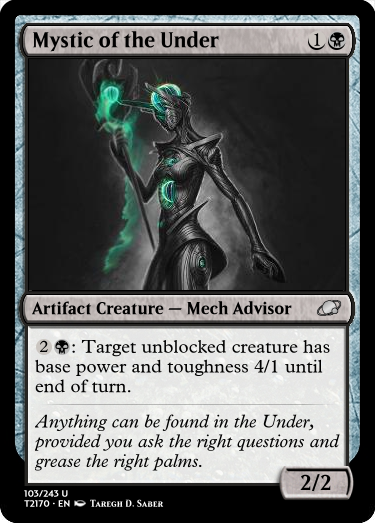 Mystic of the Under 1
Artifact Creature — Mech Advisor
2 : Target unblocked creature has
base power and toughness 4/1 until
end of turn.
Anything can be found in the Under,
provided you ask the right questions and
grease the right palms.
2/2
103/243 U
T2170 • EN Taregh D. Saber